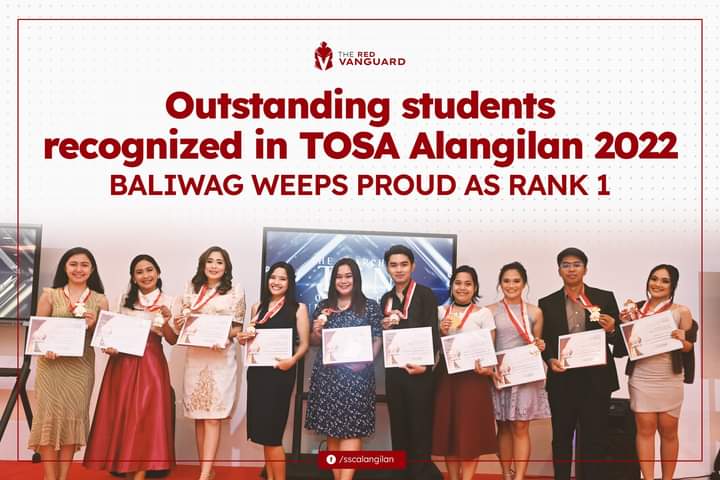 THE RED
VANGUARD
Outstanding students
recognized in TOSA Alangilan 2022
BALIWAG WEEPS PROUD AS RANK 1
/sscalangilan